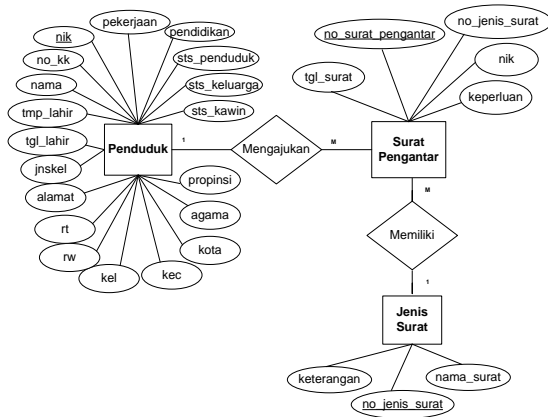 pekerjaan
nik
pendidikan
no_kk
sts_penduduk
nama
sts_keluarga
tmp_lahir
sts_kawin
tgl_lahir
Penduduk
jnskel
propinsi
alamat
agama
rt
kota
rw
kel
kec
1
Mengajukan
M
no_surat_pengantar
no_jenis_surat
tgl_surat
nik
keperluan
Surat
Pengantar
M
Memiliki
1
Jenis
Surat
keterangan
nama_surat
no_jenis_surat